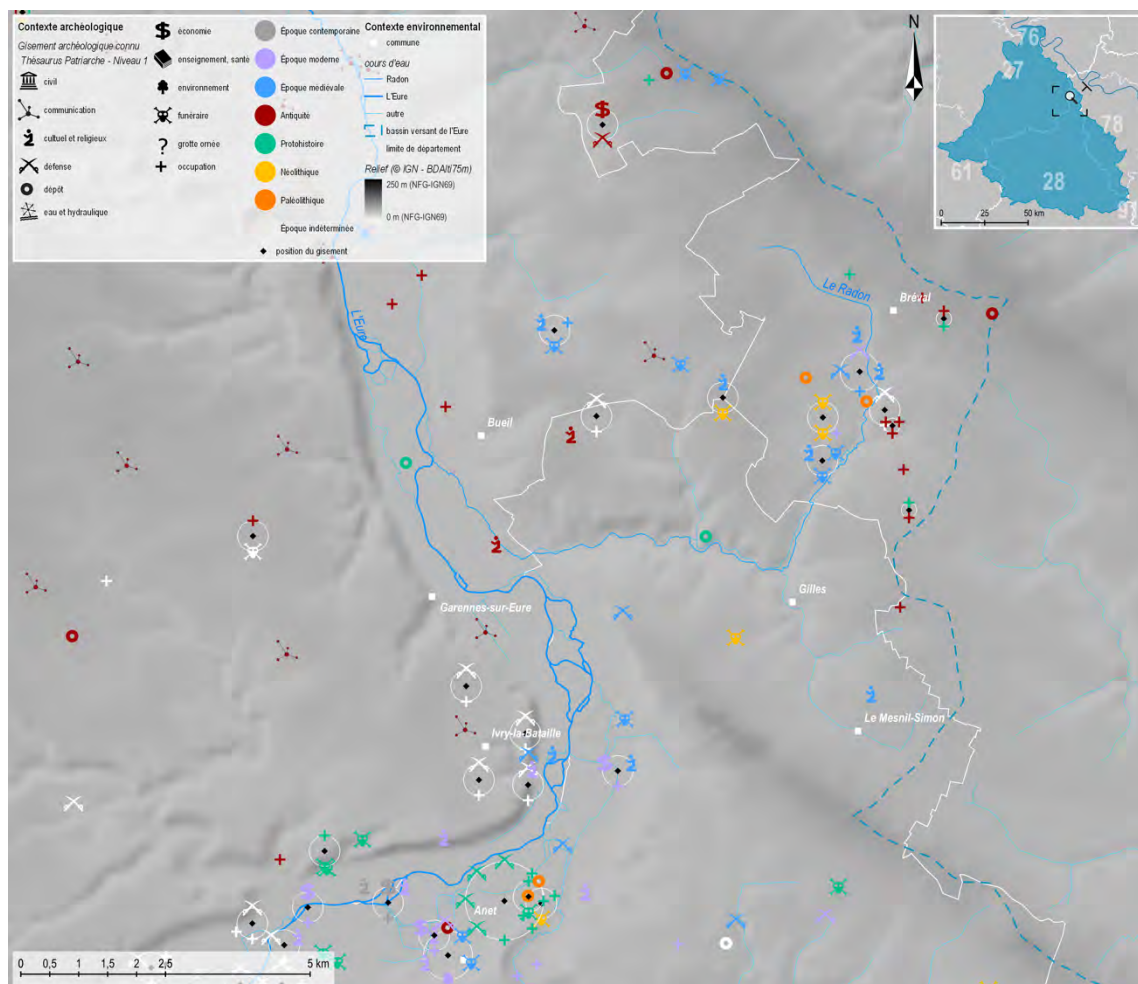 Contexte archéologique
Gisement archéologique connu
Thésaurus Patriarche - Niveau 1
civil
communication
cultuel et religieux
défense
dépôt
eau et hydraulique
économie
enseignement, santé
environnement
funéraire
?
grotte ornée
occupation
Époque contemporaine
Époque moderne
Époque médiévale
Antiquité
Protohistoire
Néolithique
Paléolithique
Époque indéterminée
position du gisement
Contexte environnemental
commune
cours d'eau
Radon
L'Eure
autre
bassin versant de l'Eure
limite de département
Relief (© IGN - BDAlti75m)
250 m (NFG-IGN69)
0 m (NFG-IGN69)
N
76
27
78
61
28
0 25 50 km
L'Eure
Le Radon
Bréval
Bueil
Garennes-sur-Eure
Gilles
Le Mesnil-Simon
Ivry-la-Bataille
Anet
0 1 2,5 5 km